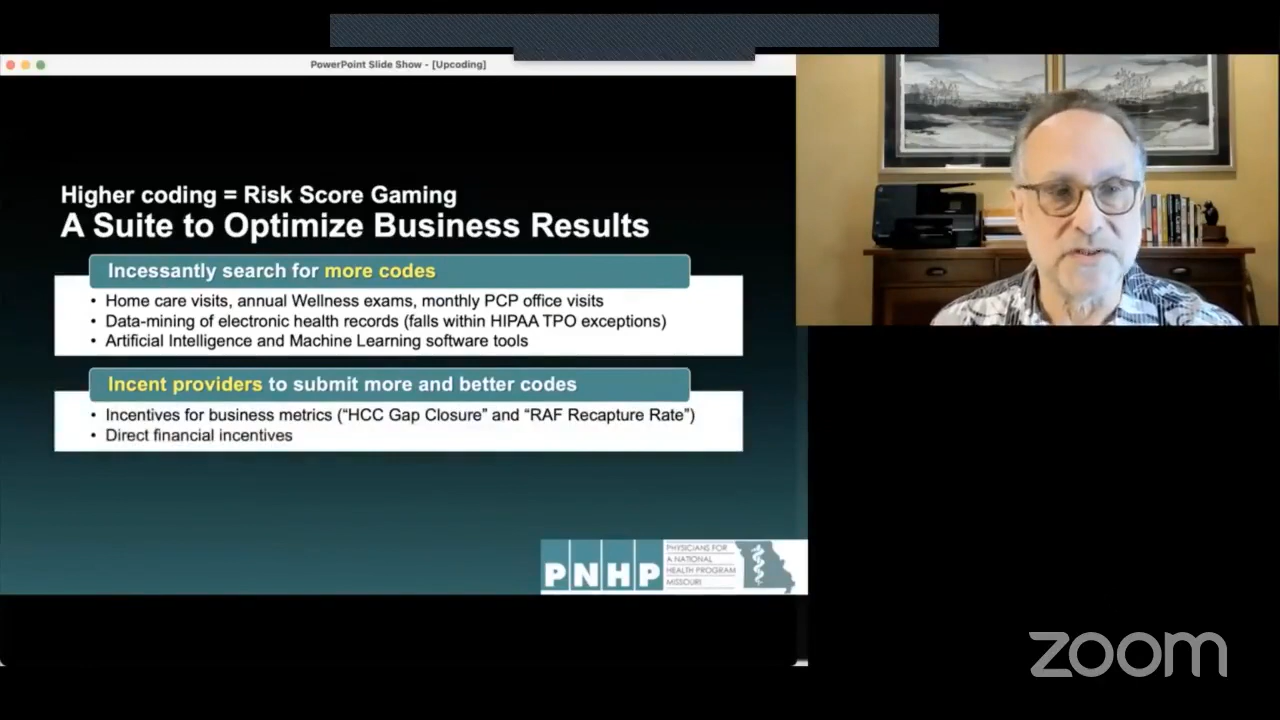 PowerPoint Slide Show - [Upcoding]
Higher coding = Risk Score Gaming
A Suite to Optimize Business Results
Incessantly search for more codes
• Home care visits, annual Wellness exams, monthly PCP office visits
• Data-mining of electronic health records (falls within HIPAA TPO exceptions)
• Artificial Intelligence and Machine Learning software tools
Incent providers to submit more and better codes
• Incentives for business metrics (“HCC Gap Closure” and “RAF Recapture Rate”)
• Direct financial incentives
PNHP
PHYSICIANS FOR
A NATIONAL
HEALTH PROGRAM
MISSOURI
zoom